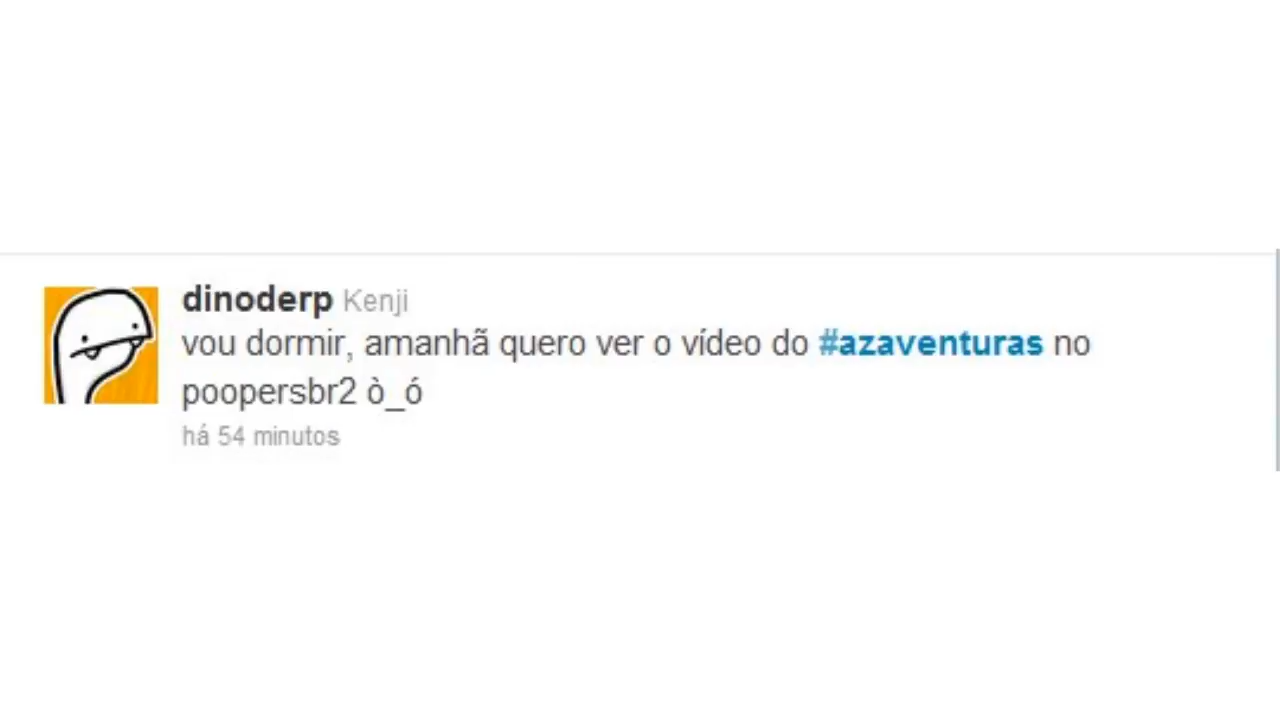 dinoderp Kenji
vou dormir, amanhã quero ver o vídeo do #azaventuras no
poopersbr2 ò_ó
há 54 minutos